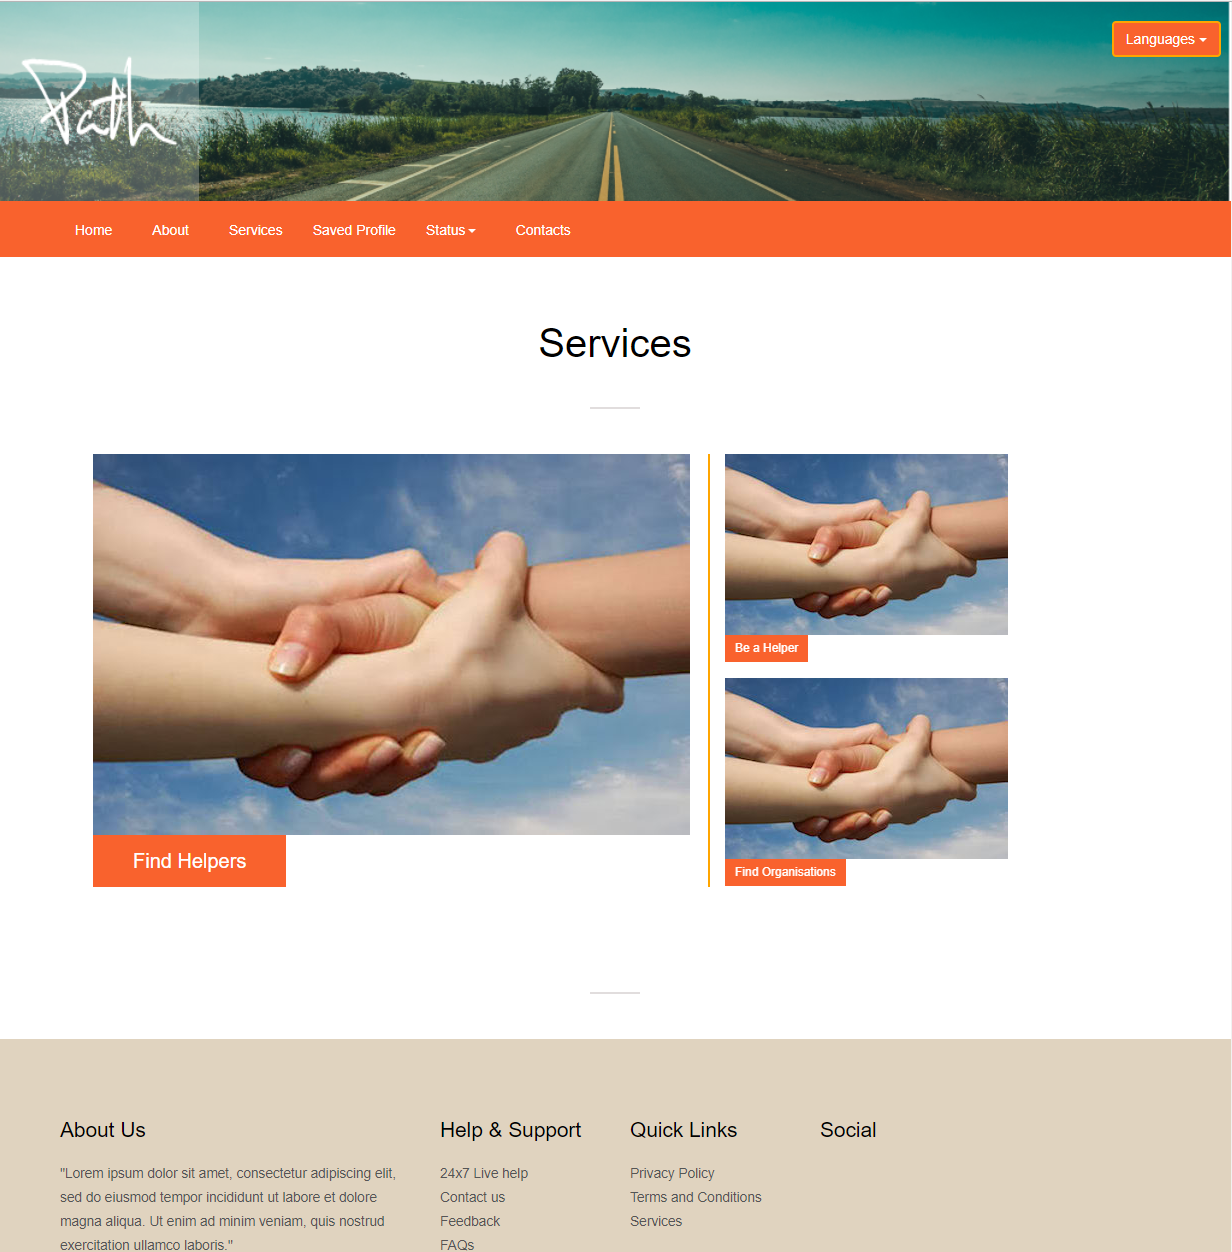 Languages
Path
Home About Services Saved Profile Status Contacts
Services
Find Helpers
Be a Helper
Find Organisations
About Us
"Lorem ipsum dolor sit amet, consectetur adipiscing elit,
sed do eiusmod tempor incididunt ut labore et dolore
magna aliqua. Ut enim ad minim veniam, quis nostrud
exercitation ullamco laboris."
Help & Support
24x7 Live help
Contact us
Feedback
FAQs
Quick Links
Privacy Policy
Terms and Conditions
Services
Social